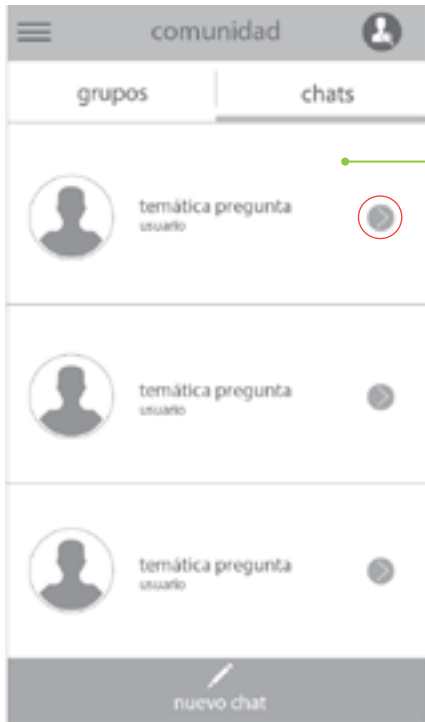 comunidad
grupos
chats
temática pregunta
usuario
temática pregunta
usuario
temática pregunta
usuario
nuevo chat